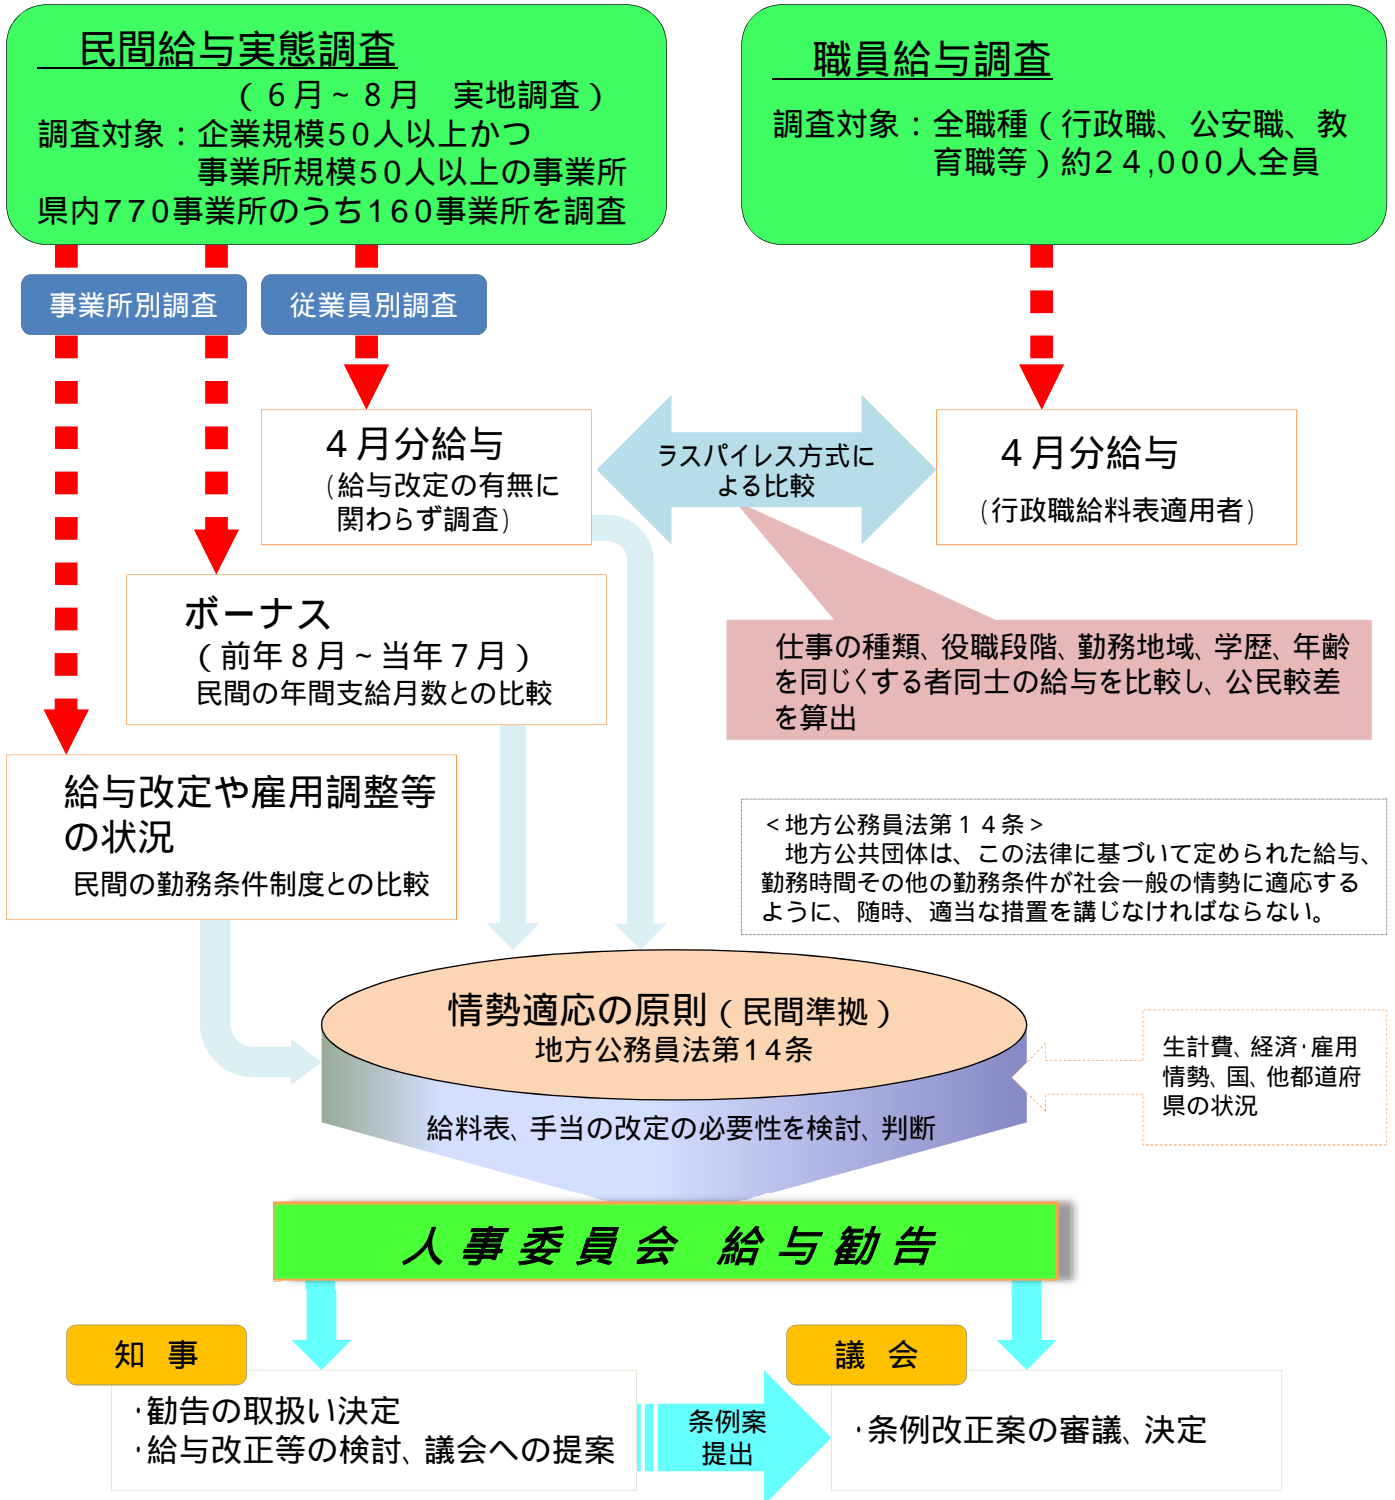 民間給与実態調査
（６月~８月　実地調査）
調査対象：企業規模50人以上かつ
事業所規模50人以上の事業所
県内770事業所のうち160事業所を調査
職員給与調査
調査対象：全職種（行政職、公安職、教
育職等）約２４,０００人全員
事業所別調査
従業員別調査
４月分給与
（給与改定の有無に
関わらず調査）
ラスパイレス方式に
よる比較
４月分給与
（行政職給料表適用者）
ボーナス
（前年８月~当年７月）
民間の年間支給月数との比較
仕事の種類、役職段階、勤務地域、学歴、年齢
を同じくする者同士の給与を比較し、公民較差
を算出
給与改定や雇用調整等
の状況
民間の勤務条件制度との比較
＜地方公務員法第１４条＞
地方公共団体は、この法律に基づいて定められた給与、
勤務時間その他の勤務条件が社会一般の情勢に適応する
ように、随時、適当な措置を講じなければならない。
情勢適応の原則（民間準拠）
地方公務員法第14条
生計費、経済・雇用
情勢、国、他都道府
県の状況
給料表、手当の改定の必要性を検討、判断
人事委員会　給与勧告
知　事
・勧告の取扱い決定
・給与改正等の検討、議会への提案
条例案
提出
議　会
・条例改正案の審議、決定